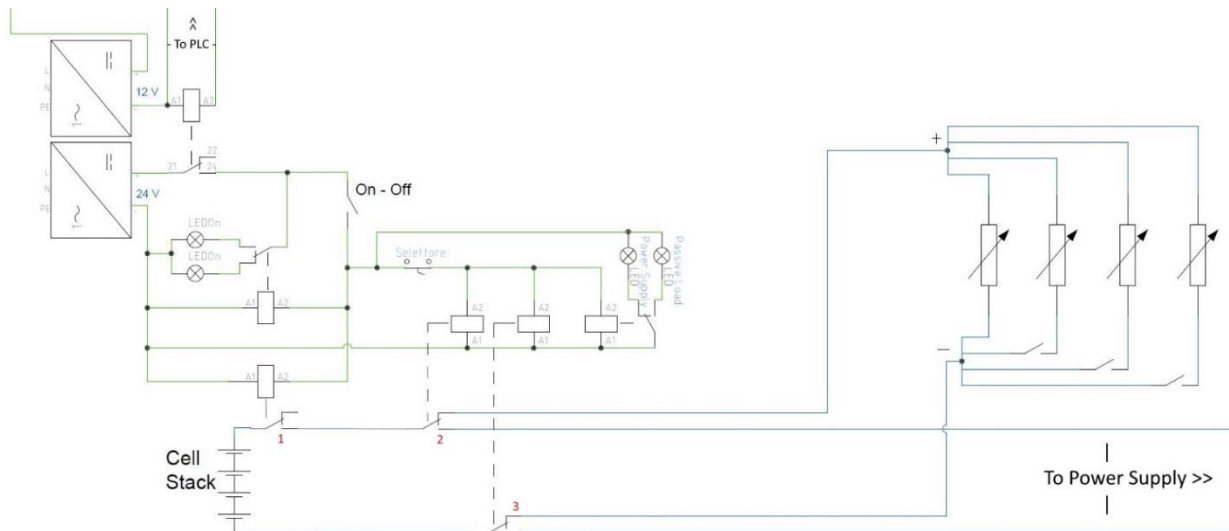 ^
^
- To PLC -
L
N
PE
12 V
A1 A2
22
21 24
L
N
PE
24 V
On - Off
LEDOn
LEDOn
Selettore
LED
Power Supply
LED
Passive Load
A1 A2
A2
A1
A2
A1
A2
A1
A1 A2
+
−
1
2
3
Cell
Stack
To Power Supply >>